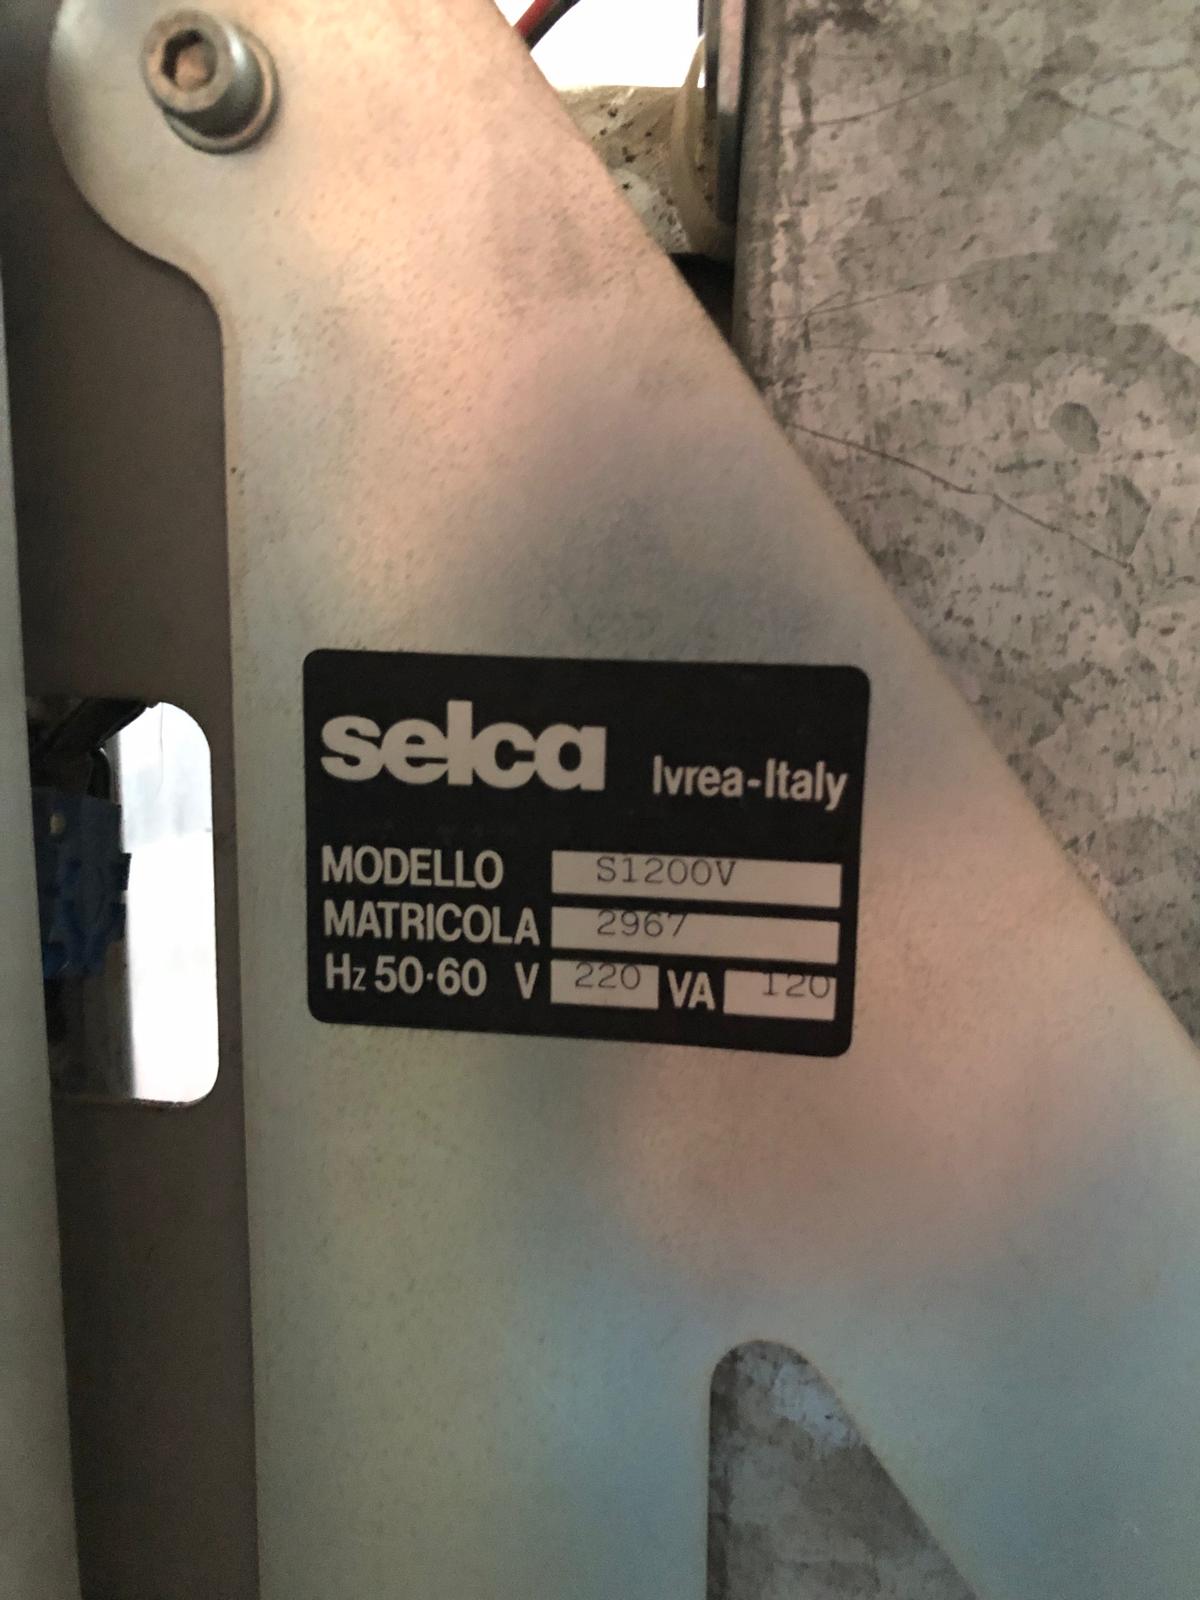 selca Ivrea-Italy
MODELLO S1200V
MATRICOLA 2967
Hz 50·60 V 220 VA 120